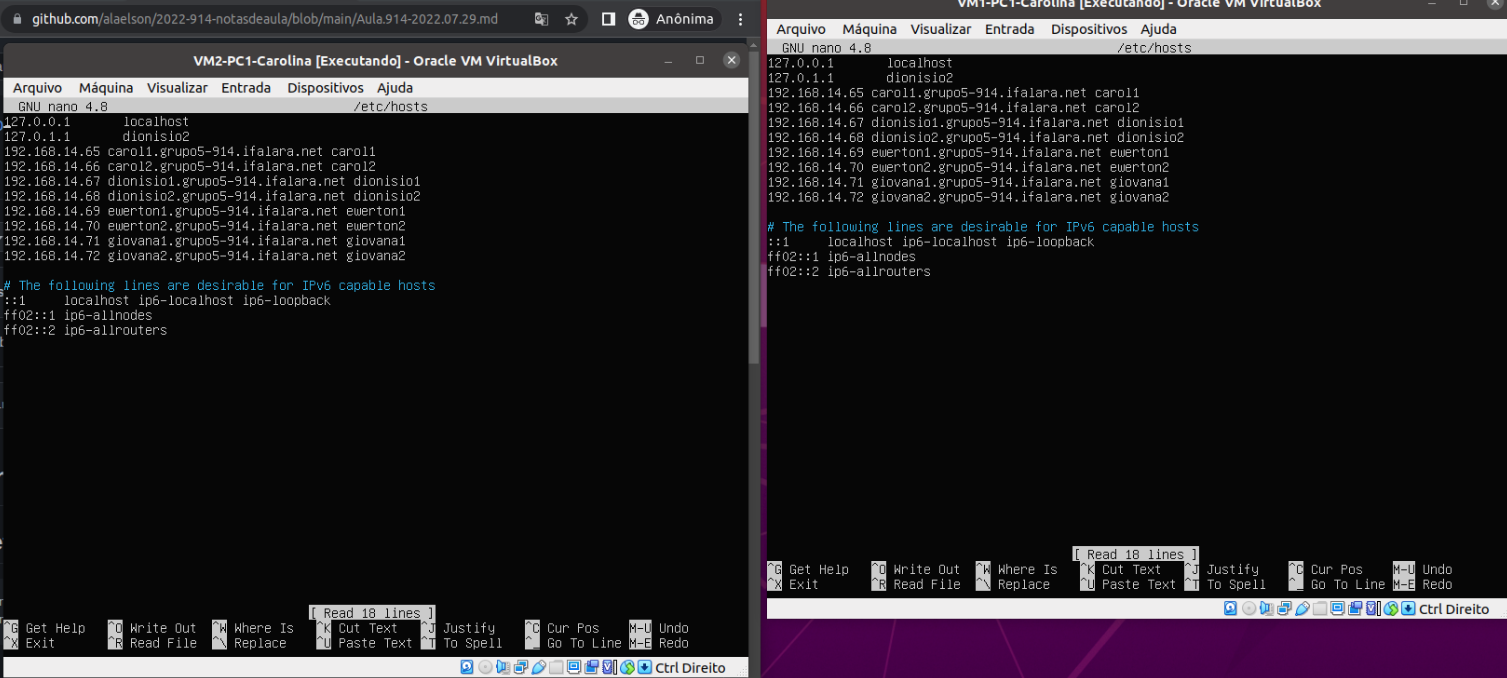 github.com/alaelson/2022-914-notasdeaula/blob/main/Aula.914-2022.07.29.md
Anônima
VM2-PC1-Carolina [Executando] - Oracle VM VirtualBox
Arquivo Máquina Visualizar Entrada Dispositivos Ajuda
GNU nano 4.8 /etc/hosts
127.0.0.1 localhost
127.0.1.1 dionisio2
192.168.14.65 carol1.grupo5-914.ifalara.net carol1
192.168.14.66 carol2.grupo5-914.ifalara.net carol2
192.168.14.67 dionisio1.grupo5-914.ifalara.net dionisio1
192.168.14.68 dionisio2.grupo5-914.ifalara.net dionisio2
192.168.14.69 ewerton1.grupo5-914.ifalara.net ewerton1
192.168.14.70 ewerton2.grupo5-914.ifalara.net ewerton2
192.168.14.71 giovana1.grupo5-914.ifalara.net giovana1
192.168.14.72 giovana2.grupo5-914.ifalara.net giovana2
# The following lines are desirable for IPv6 capable hosts
::1 localhost ip6-localhost ip6-loopback
ff02::1 ip6-allnodes
ff02::2 ip6-allrouters
[ Read 18 lines ]
^G Get Help ^O Write Out ^W Where Is ^K Cut Text ^J Justify ^C Cur Pos M-U Undo
^X Exit ^R Read File ^\ Replace ^U Paste Text ^T To Spell ^_ Go To Line M-E Redo
Ctrl Direito
VM1-PC1-Carolina [Executando] - Oracle VM VirtualBox
Arquivo Máquina Visualizar Entrada Dispositivos Ajuda
GNU nano 4.8 /etc/hosts
127.0.0.1 localhost
127.0.1.1 dionisio2
192.168.14.65 carol1.grupo5-914.ifalara.net carol1
192.168.14.66 carol2.grupo5-914.ifalara.net carol2
192.168.14.67 dionisio1.grupo5-914.ifalara.net dionisio1
192.168.14.68 dionisio2.grupo5-914.ifalara.net dionisio2
192.168.14.69 ewerton1.grupo5-914.ifalara.net ewerton1
192.168.14.70 ewerton2.grupo5-914.ifalara.net ewerton2
192.168.14.71 giovana1.grupo5-914.ifalara.net giovana1
192.168.14.72 giovana2.grupo5-914.ifalara.net giovana2
# The following lines are desirable for IPv6 capable hosts
::1 localhost ip6-localhost ip6-loopback
ff02::1 ip6-allnodes
ff02::2 ip6-allrouters
[ Read 18 lines ]
^G Get Help ^O Write Out ^W Where Is ^K Cut Text ^J Justify ^C Cur Pos M-U Undo
^X Exit ^R Read File ^\ Replace ^U Paste Text ^T To Spell ^_ Go To Line M-E Redo
Ctrl Direito